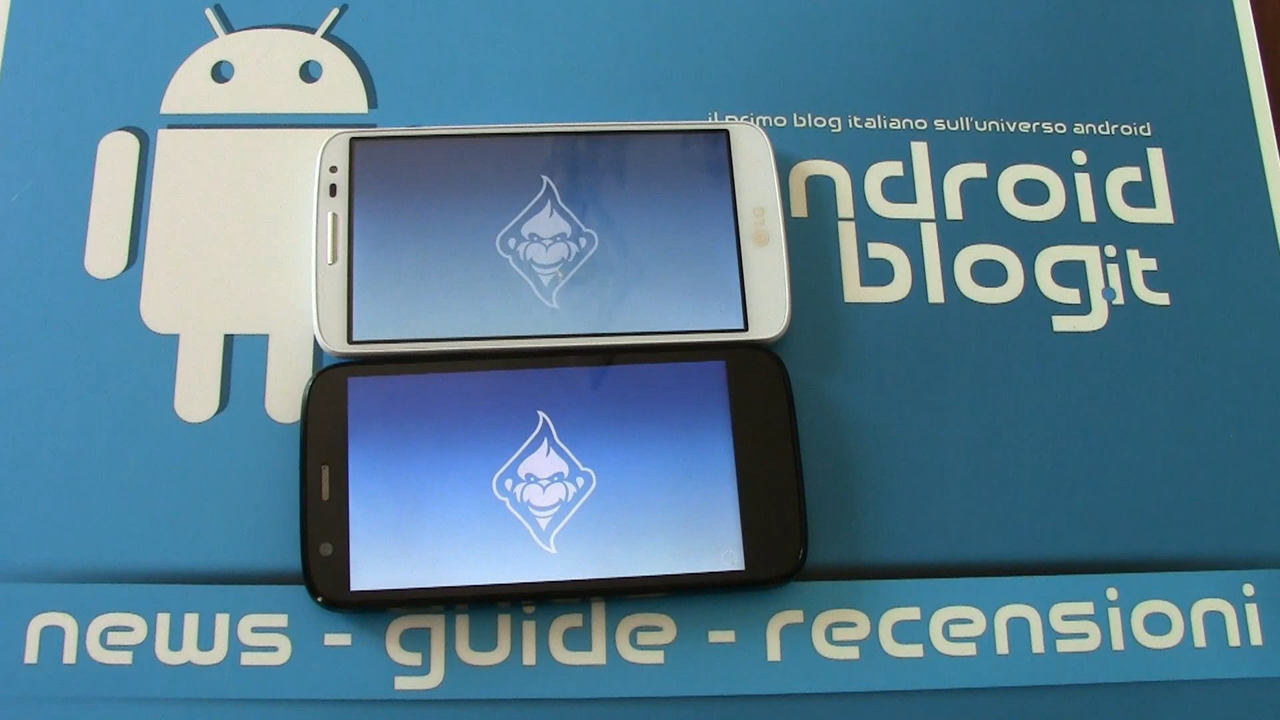 il primo blog italiano sull'universo android
ndroid
blog.it
LG
news - guide - recensioni